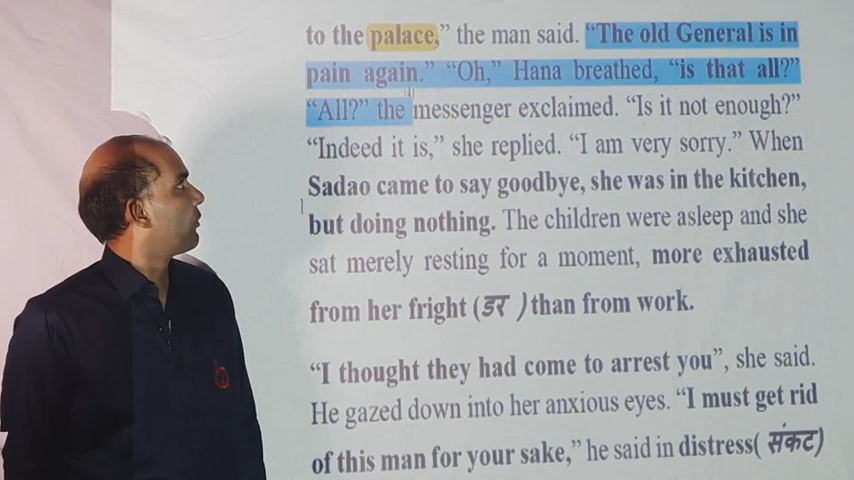 to the palace,” the man said. “The old General is in
pain again.” “Oh,” Hana breathed, “is that all?”
“All?” the messenger exclaimed. “Is it not enough?”
“Indeed it is,” she replied. “I am very sorry.” When
Sadao came to say goodbye, she was in the kitchen,
but doing nothing. The children were asleep and she
sat merely resting for a moment, more exhausted
from her fright (डर ) than from work.
“I thought they had come to arrest you”, she said.
He gazed down into her anxious eyes. “I must get rid
of this man for your sake,” he said in distress( संकट)